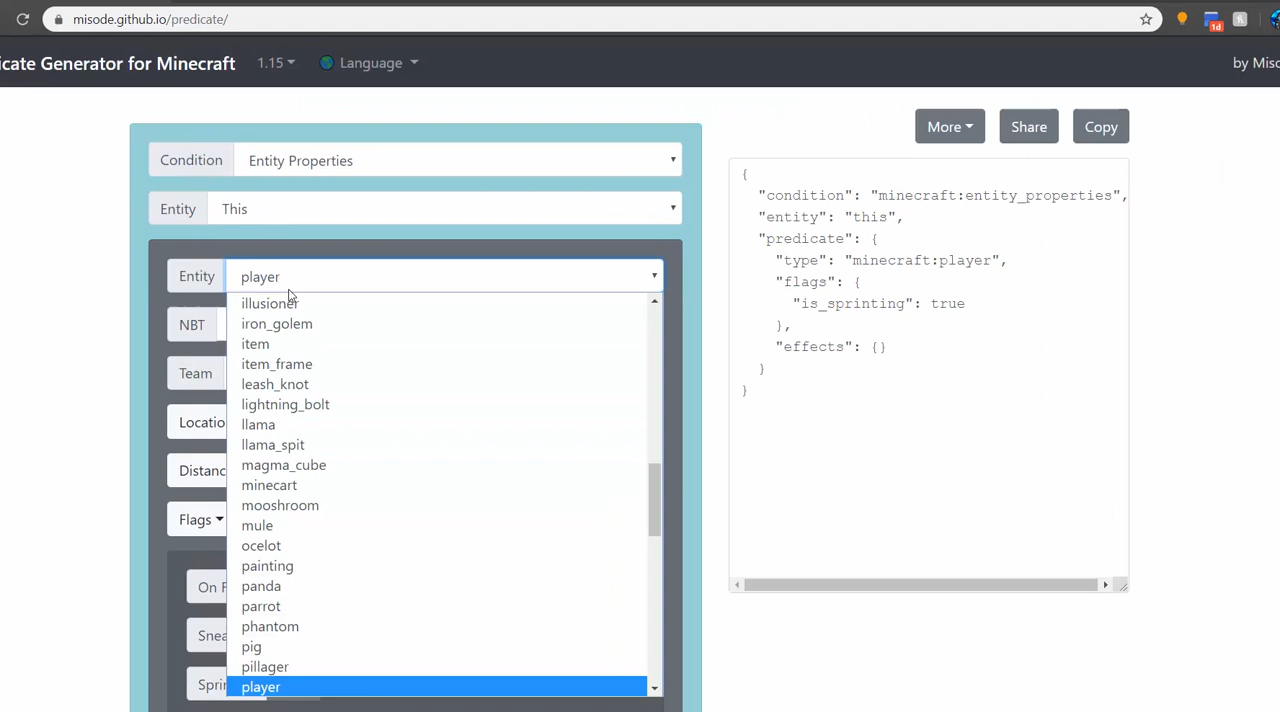 misode.github.io/predicate/
1d
icate Generator for Minecraft
1.15
Language
by Miso
More
Share
Copy
Condition
Entity Properties
Entity
This
Entity
player
NBT
Team
Locatio
Distanc
Flags
On F
Snea
Sprin
illusioner
iron_golem
item
item_frame
leash_knot
lightning_bolt
llama
llama_spit
magma_cube
minecart
mooshroom
mule
ocelot
painting
panda
parrot
phantom
pig
pillager
player
{
"condition": "minecraft:entity_properties",
"entity": "this",
"predicate": {
"type": "minecraft:player",
"flags": {
"is_sprinting": true
},
"effects": {}
}
}